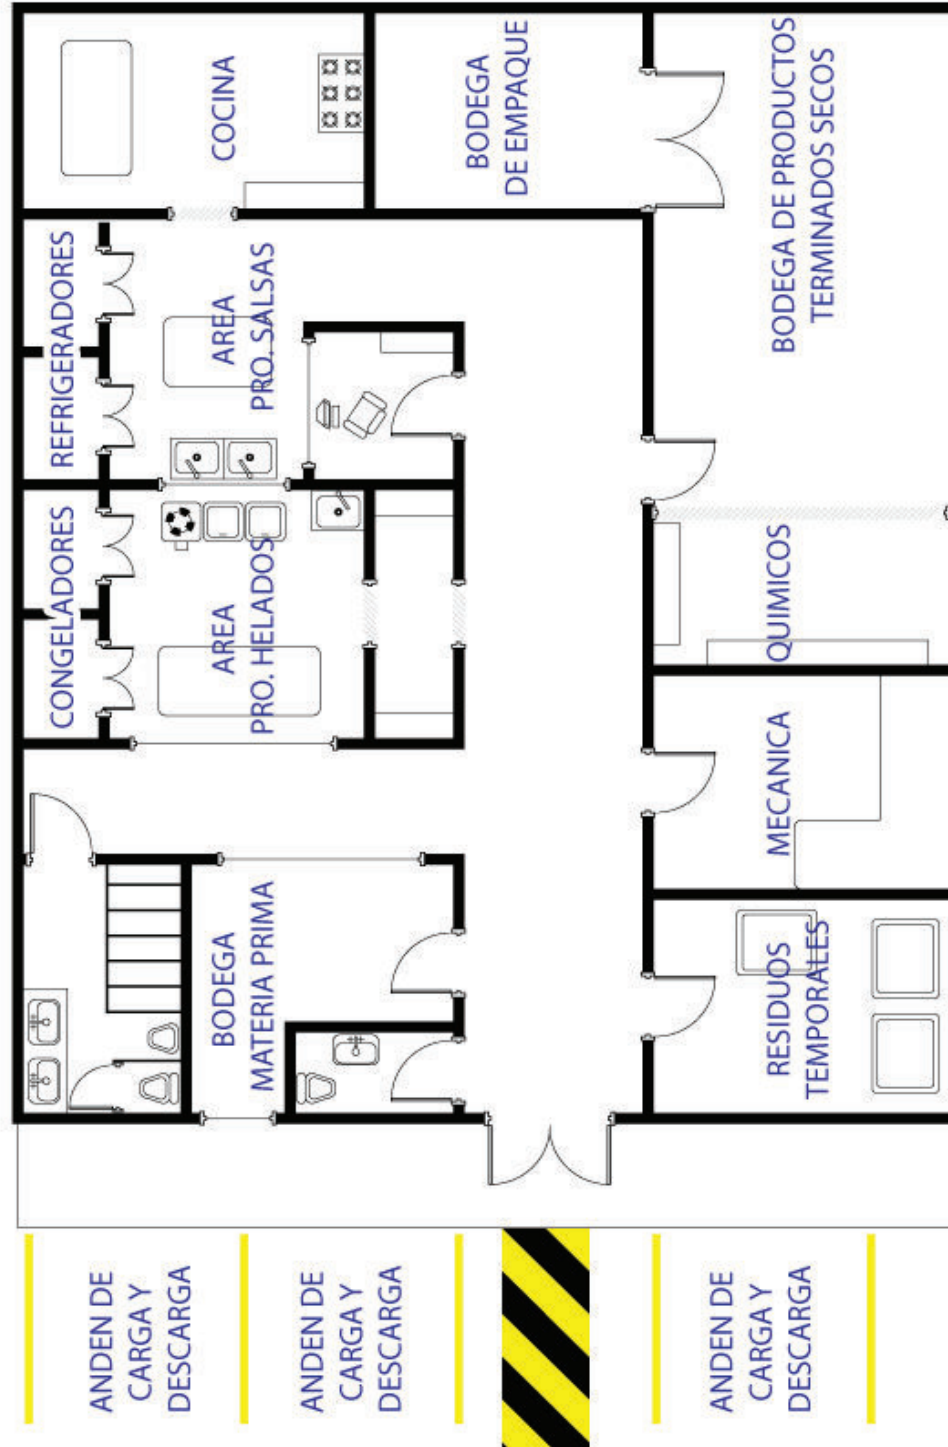 COCINA
BODEGA
DE EMPAQUE
BODEGA DE PRODUCTOS
TERMINADOS SECOS
REFRIGERADORES
AREA
PRO. SALSAS
CONGELADORES
AREA
PRO. HELADOS
QUIMICOS
MECANICA
BODEGA
MATERIA PRIMA
RESIDUOS
TEMPORALES
ANDEN DE
CARGA Y
DESCARGA
ANDEN DE
CARGA Y
DESCARGA
ANDEN DE
CARGA Y
DESCARGA